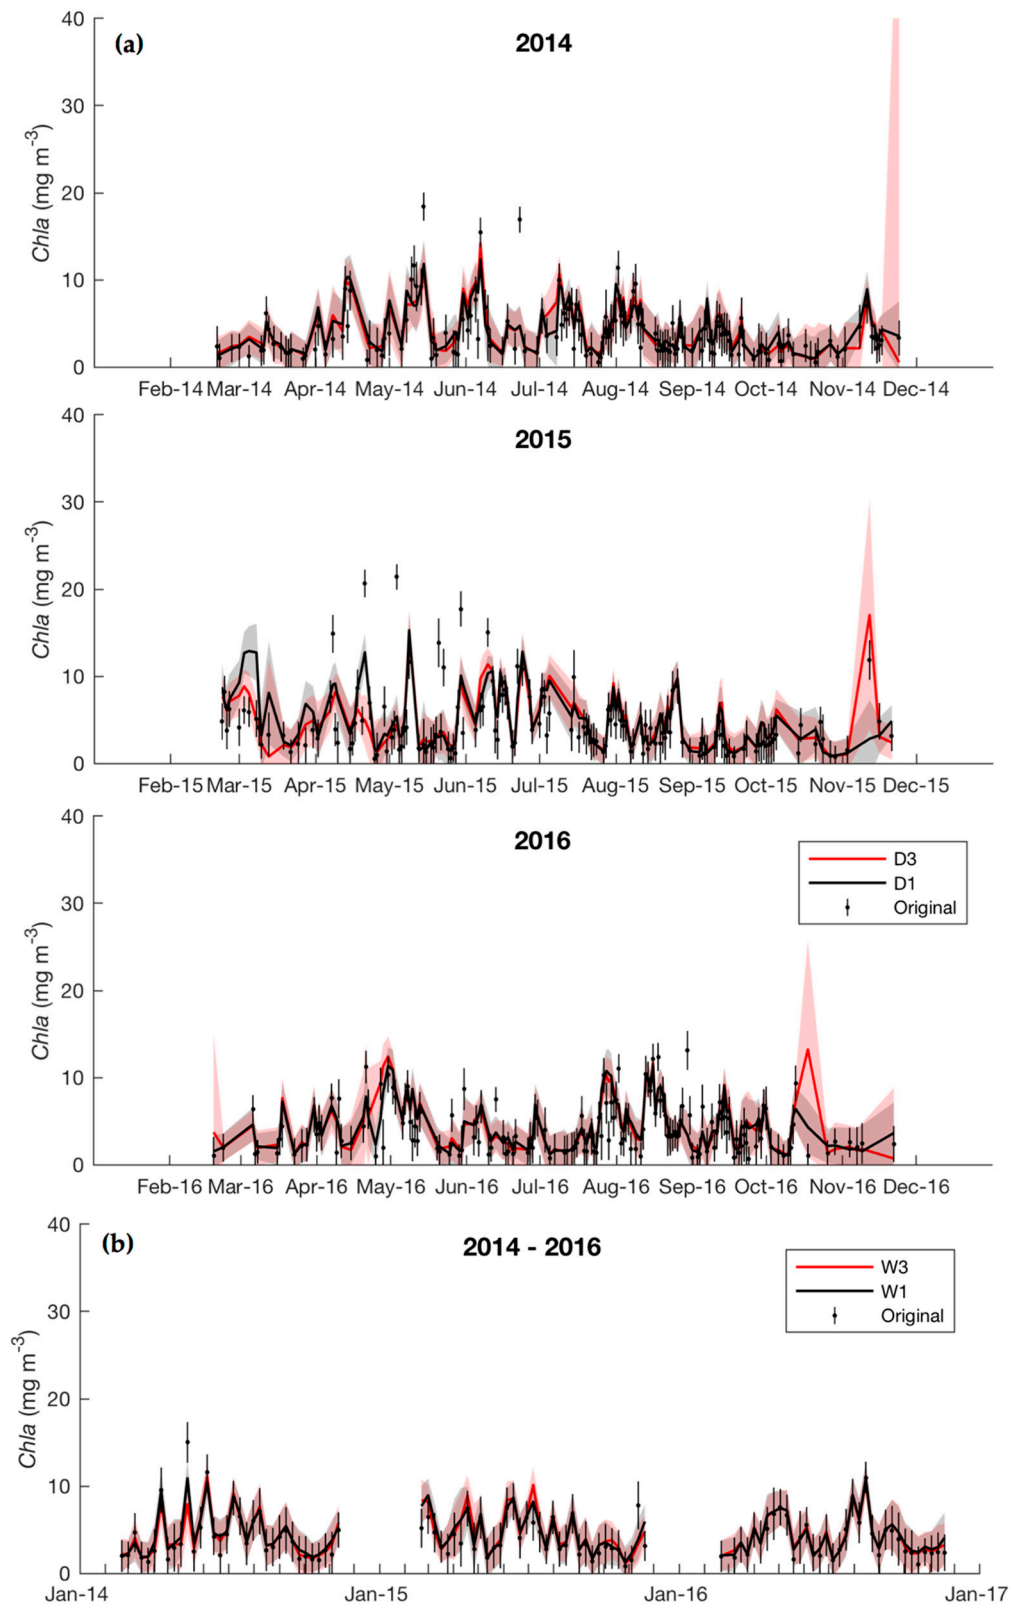 (a)
2014
Chla (mg m⁻³)
40
30
20
10
0
Feb-14 Mar-14 Apr-14 May-14 Jun-14 Jul-14 Aug-14 Sep-14 Oct-14 Nov-14 Dec-14
2015
Chla (mg m⁻³)
40
30
20
10
0
Feb-15 Mar-15 Apr-15 May-15 Jun-15 Jul-15 Aug-15 Sep-15 Oct-15 Nov-15 Dec-15
2016
Chla (mg m⁻³)
40
30
20
10
0
D3
D1
Original
Feb-16 Mar-16 Apr-16 May-16 Jun-16 Jul-16 Aug-16 Sep-16 Oct-16 Nov-16 Dec-16
(b)
2014 - 2016
Chla (mg m⁻³)
40
30
20
10
0
W3
W1
Original
Jan-14 Jan-15 Jan-16 Jan-17